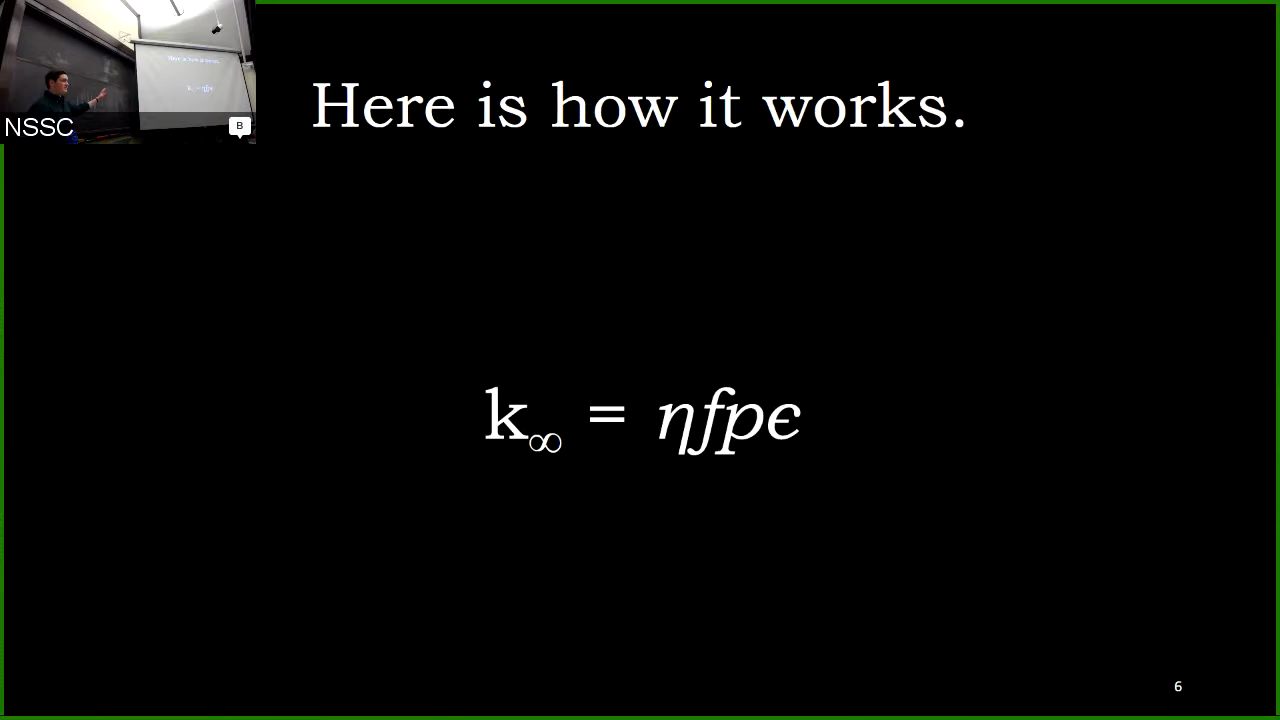 Here is how it works.
NSSC
B
k∞ = ηfpϵ
6